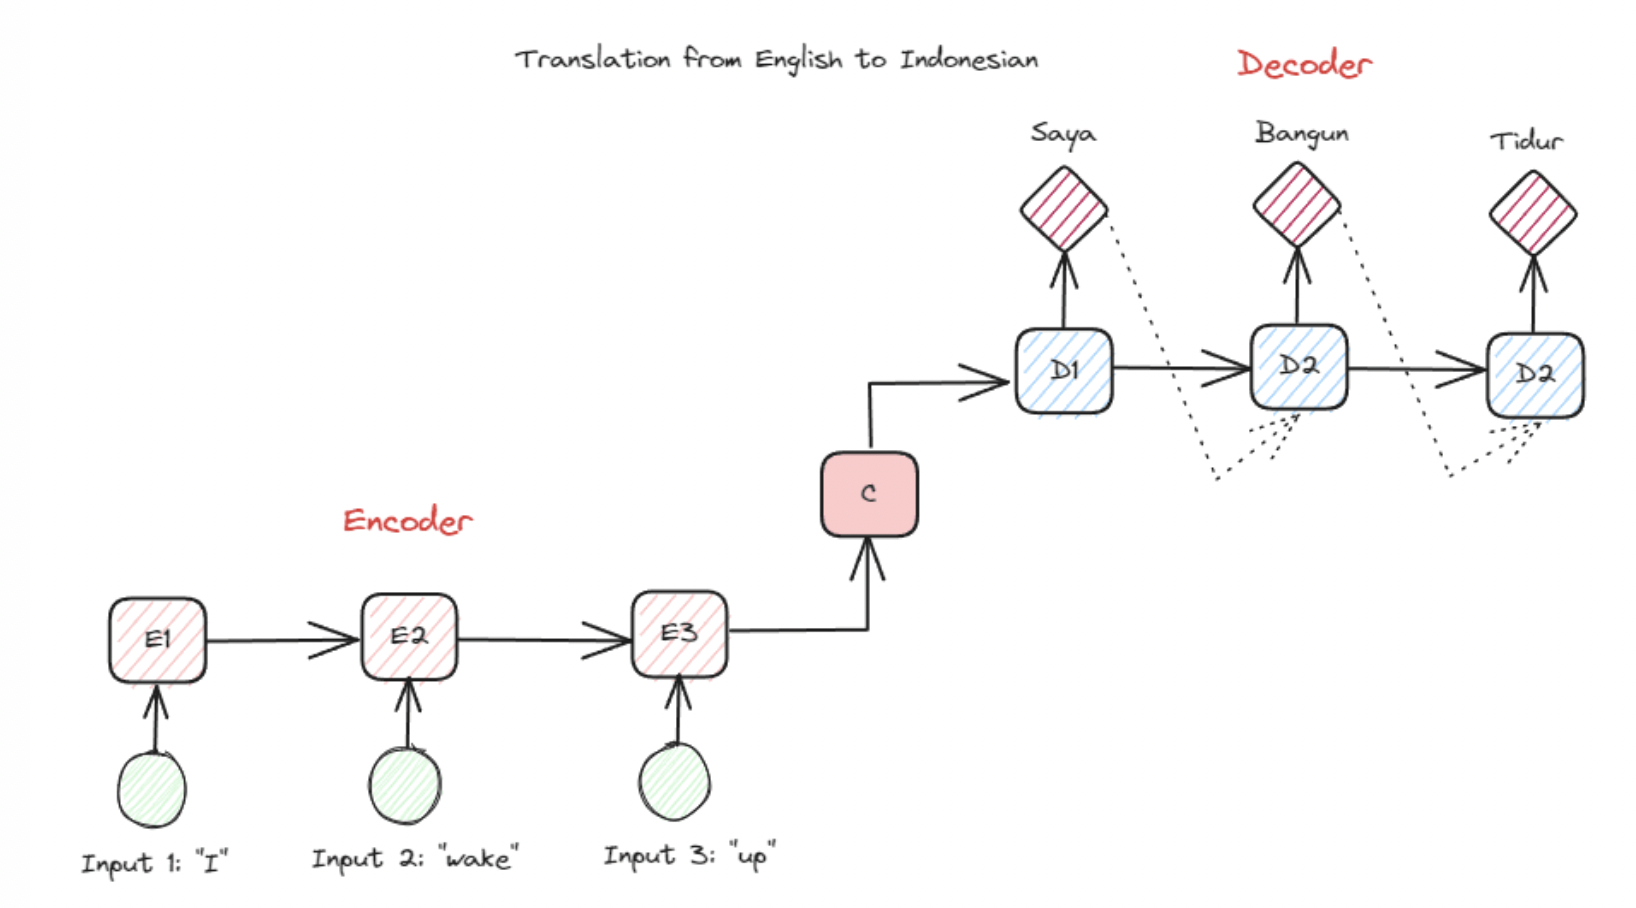 Translation from English to Indonesian
Decoder
Saya
Bangun
Tidur
D1
D2
D2
C
Encoder
E1
E2
E3
Input 1: "I"
Input 2: "wake"
Input 3: "up"